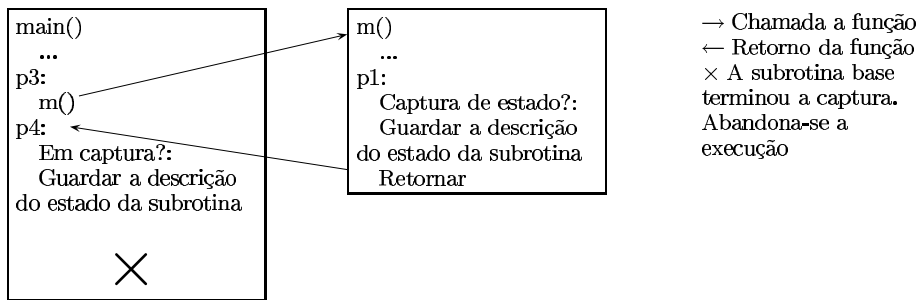 main()
...
p3:
m()
p4:
Em captura?:
Guardar a descrição
do estado da subrotina
m()
...
p1:
Captura de estado?:
Guardar a descrição
do estado da subrotina
Retornar
→ Chamada a função
← Retorno da função
× A subrotina base
terminou a captura.
Abandona-se a
execução